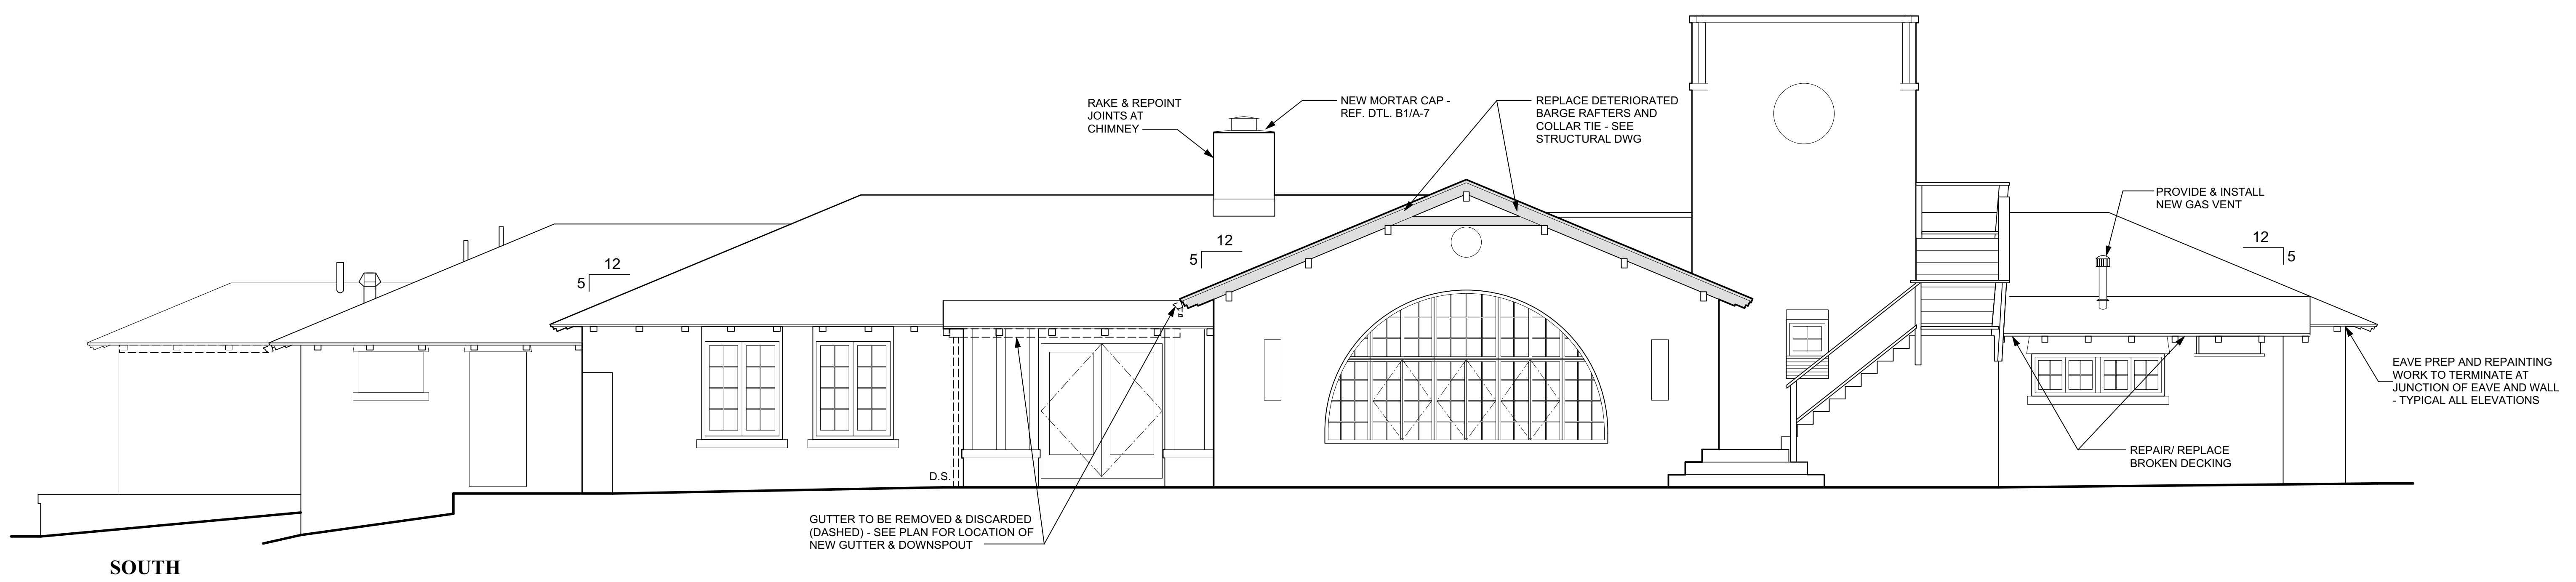 RAKE & REPOINT
JOINTS AT
CHIMNEY
NEW MORTAR CAP -
REF. DTL. B1/A-7
REPLACE DETERIORATED
BARGE RAFTERS AND
COLLAR TIE - SEE
STRUCTURAL DWG
PROVIDE & INSTALL
NEW GAS VENT
12
5
12
5
12
5
EAVE PREP AND REPAINTING
WORK TO TERMINATE AT
JUNCTION OF EAVE AND WALL
- TYPICAL ALL ELEVATIONS
REPAIR/ REPLACE
BROKEN DECKING
D.S.
GUTTER TO BE REMOVED & DISCARDED
(DASHED) - SEE PLAN FOR LOCATION OF
NEW GUTTER & DOWNSPOUT
SOUTH